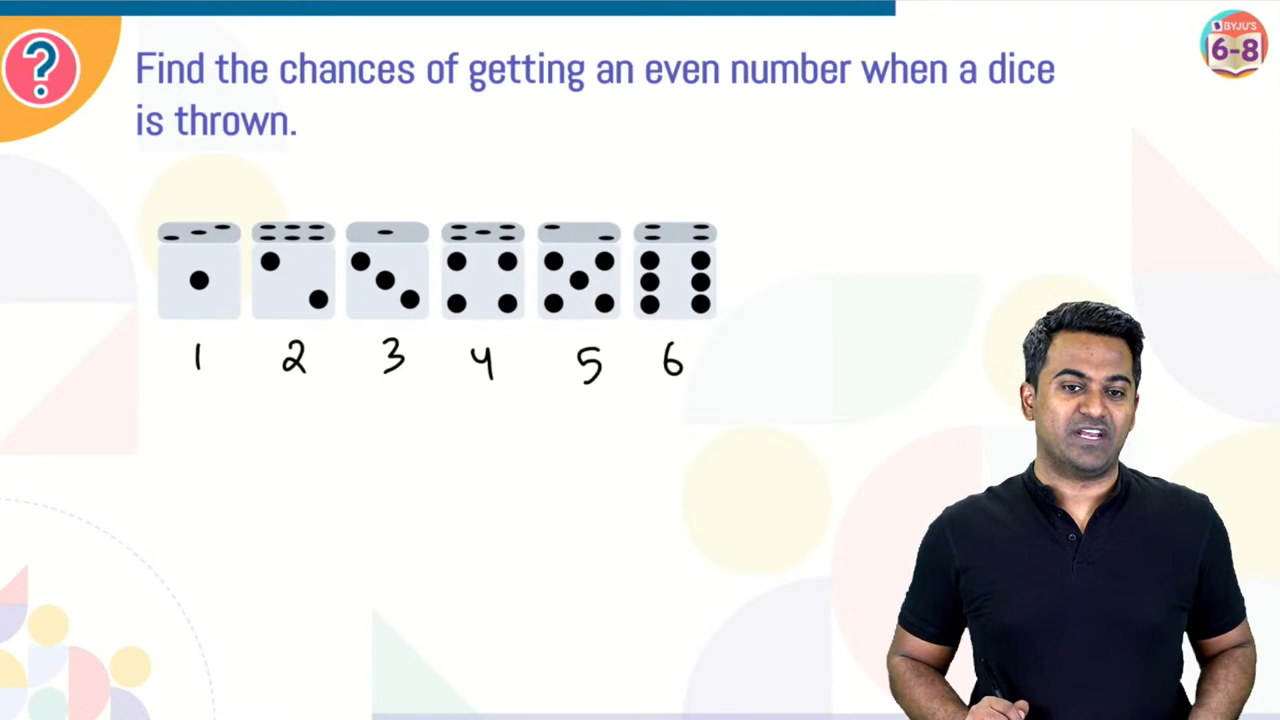 BYJU'S
6-8
?
Find the chances of getting an even number when a dice
is thrown.
1 2 3 4 5 6